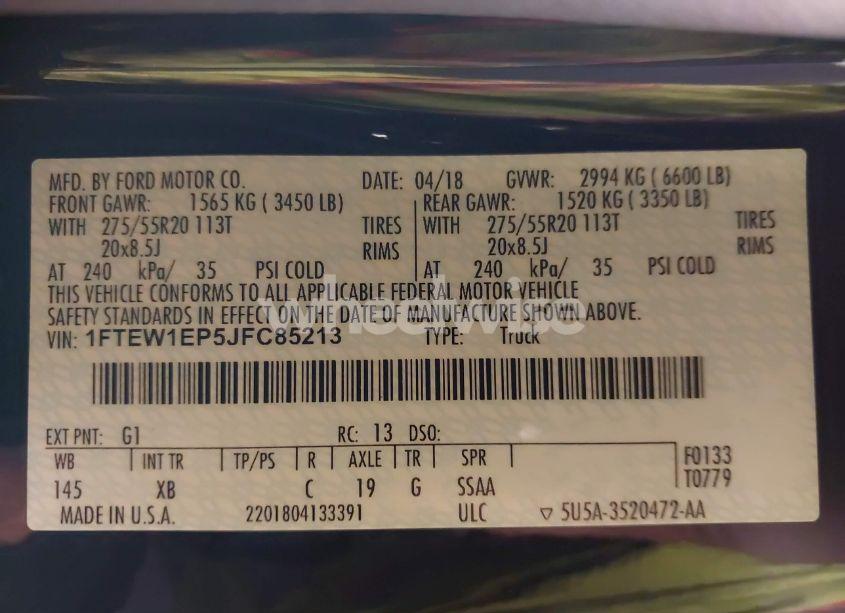 MFD. BY FORD MOTOR CO. DATE: 04/18 GVWR: 2994 KG ( 6600 LB)
FRONT GAWR: 1565 KG ( 3450 LB) REAR GAWR: 1520 KG ( 3350 LB)
WITH 275/55R20 113T TIRES WITH 275/55R20 113T TIRES
20x8.5J RIMS 20x8.5J RIMS
AT 240 kPa/ 35 PSI COLD AT 240 kPa/ 35 PSI COLD
THIS VEHICLE CONFORMS TO ALL APPLICABLE FEDERAL MOTOR VEHICLE
SAFETY STANDARDS IN EFFECT ON THE DATE OF MANUFACTURE SHOWN ABOVE.
wheelwise
VIN: 1FTEW1EP5JFC85213 TYPE: Truck
EXT PNT: G1 RC: 13 DSO:
WB INT TR TP/PS R AXLE TR SPR F0133
T0779
145 XB C 19 G SSAA
MADE IN U.S.A. 2201804133391 ULC ▽ 5U5A-3520472-AA